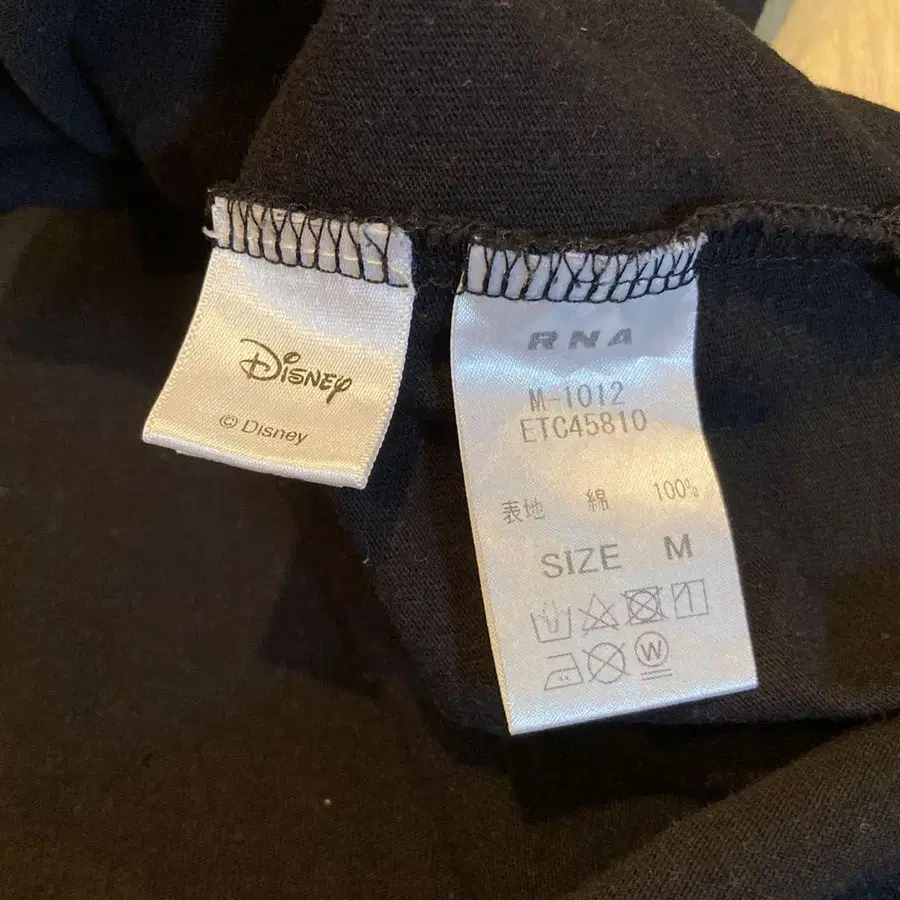 Disney
© Disney
RNA
M-1012
ETC45810
表地 綿 100%
SIZE M
W